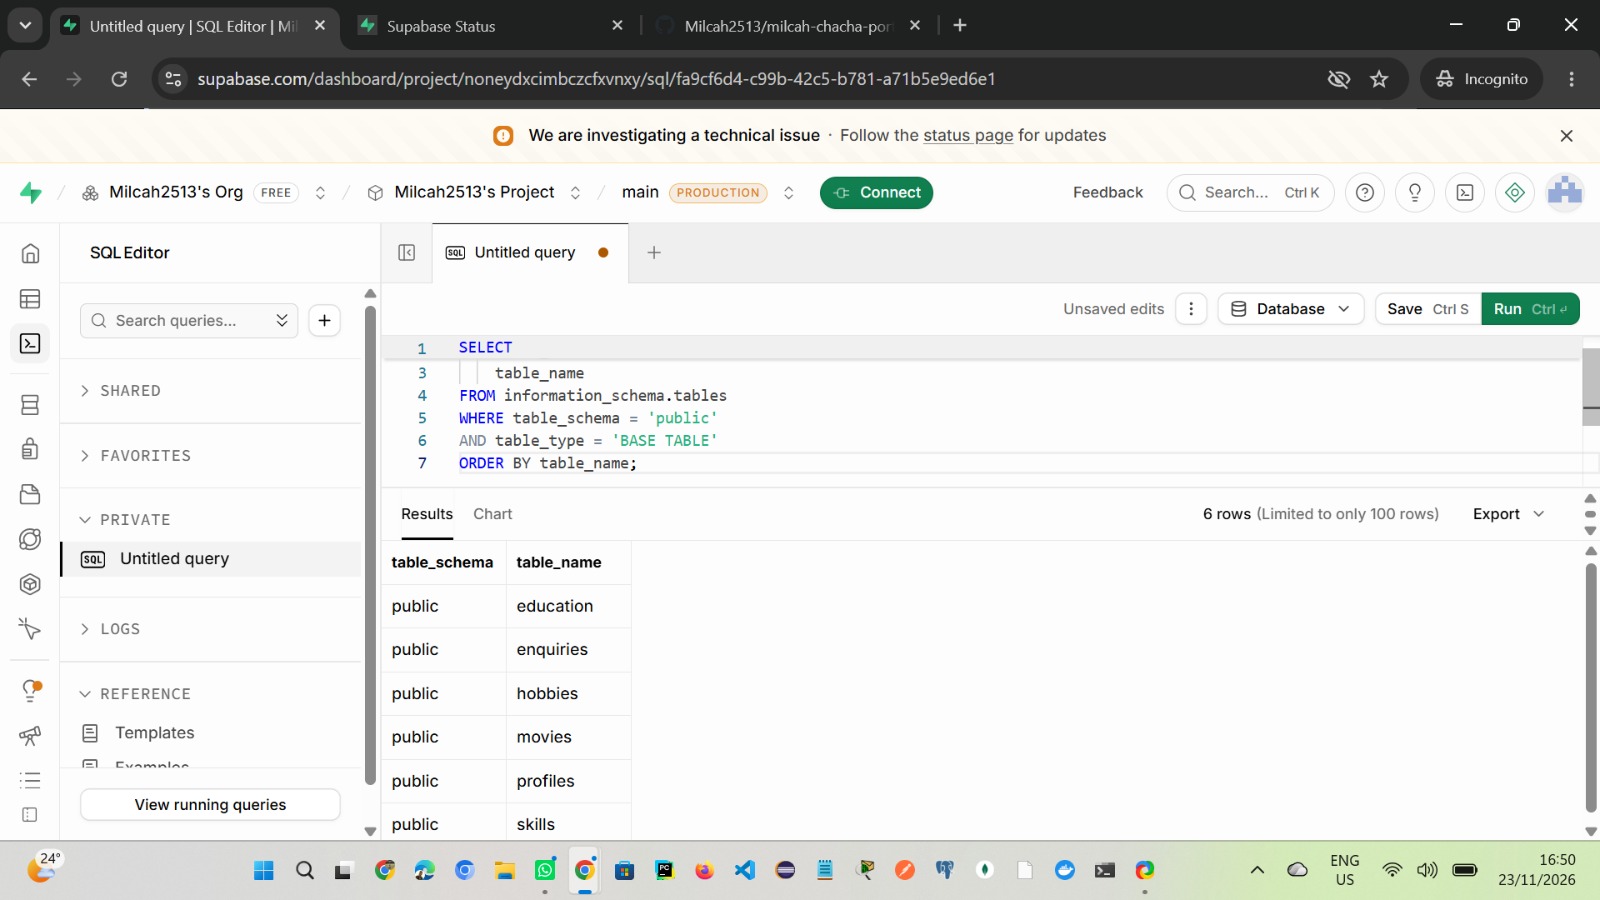 Untitled query | SQL Editor | Mil
Supabase Status
Milcah2513/milcah-chacha-por
supabase.com/dashboard/project/noneydxcimbczcfxvnxy/sql/fa9cf6d4-c99b-42c5-b781-a71b5e9ed6e1
Incognito
We are investigating a technical issue · Follow the status page for updates
Milcah2513's Org FREE
Milcah2513's Project
main PRODUCTION
Connect
Feedback
Search... Ctrl K
SQL Editor
SQL Untitled query
Search queries...
Unsaved edits
Database
Save Ctrl S
Run Ctrl
SHARED
FAVORITES
PRIVATE
SQL Untitled query
LOGS
REFERENCE
Templates
Examples
View running queries
1 SELECT
3 table_name
4 FROM information_schema.tables
5 WHERE table_schema = 'public'
6 AND table_type = 'BASE TABLE'
7 ORDER BY table_name;
Results Chart
6 rows (Limited to only 100 rows)
Export
table_schema table_name
public education
public enquiries
public hobbies
public movies
public profiles
public skills
24°
ENG
US
16:50
23/11/2026